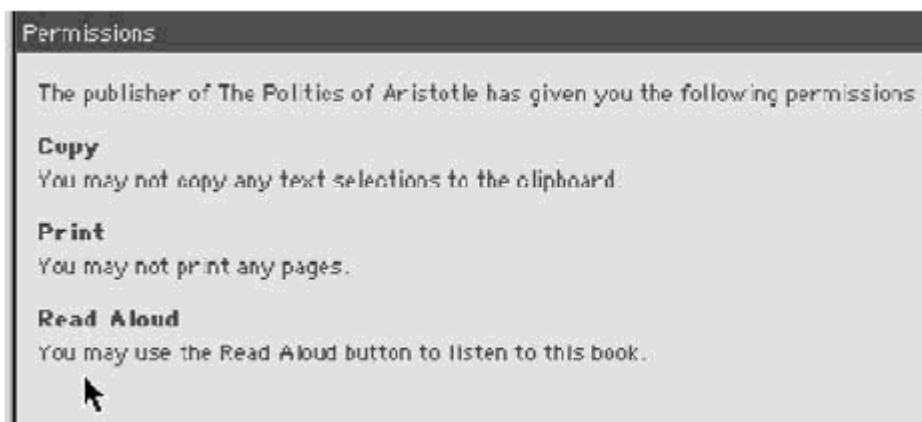 Permissions
The publisher of The Politics of Aristotle has given you the following permissions
Copy
You may not copy any text selections to the clipboard.
Print
You may not print any pages.
Read Aloud
You may use the Read Aloud button to listen to this book.